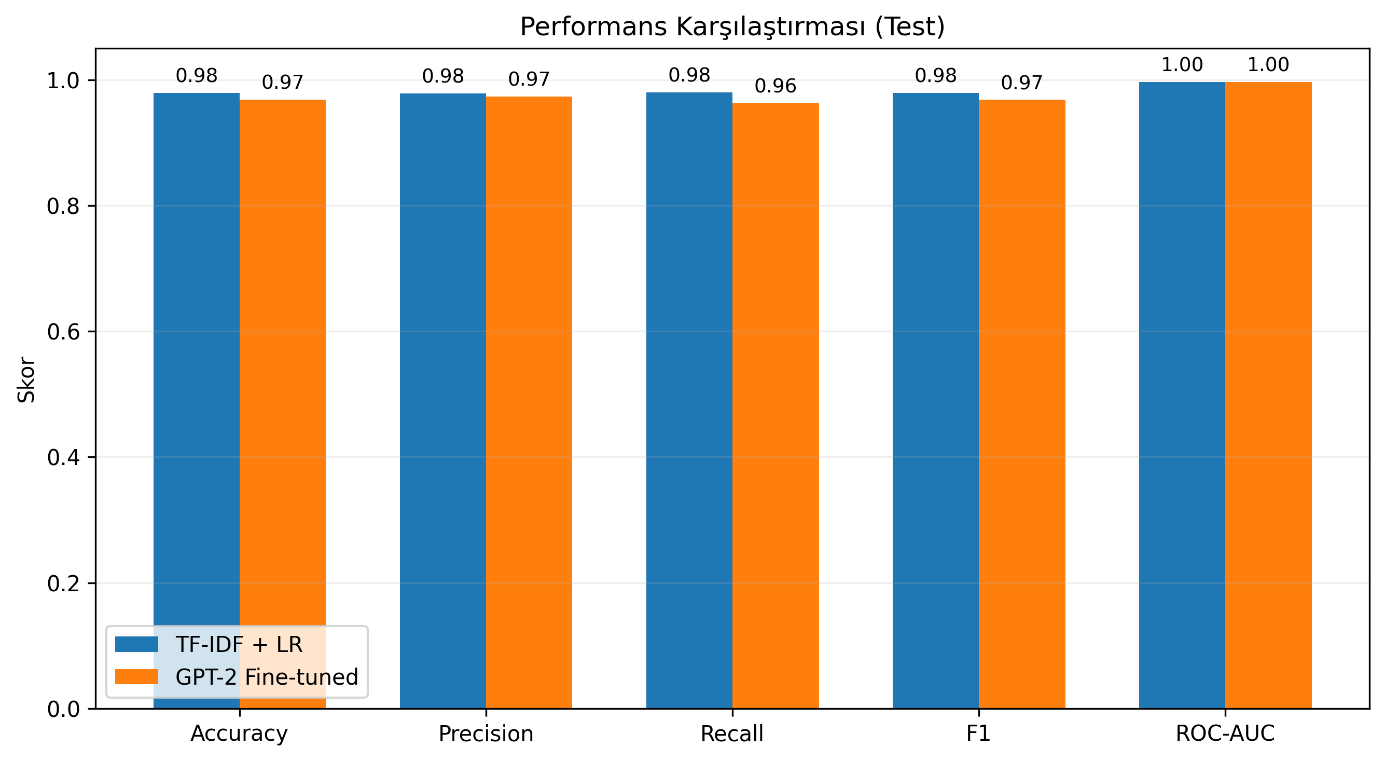 Performans Karşılaştırması (Test)
Skor
1.0
0.8
0.6
0.4
0.2
0.0
0.98 0.97 0.98 0.97 0.98 0.96 0.98 0.97 1.00 1.00
TF-IDF + LR
GPT-2 Fine-tuned
Accuracy Precision Recall F1 ROC-AUC